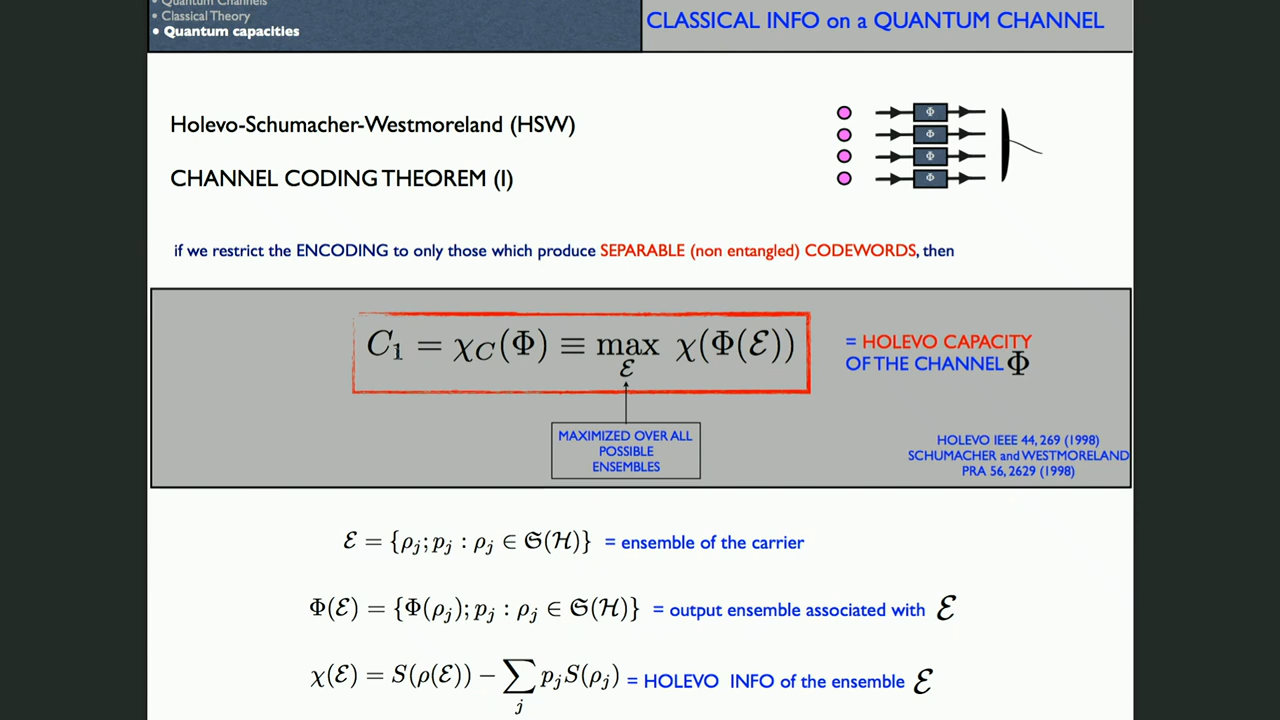 • Quantum Channels
• Classical Theory
• Quantum capacities
CLASSICAL INFO on a QUANTUM CHANNEL
Holevo-Schumacher-Westmoreland (HSW)
CHANNEL CODING THEOREM (I)
Φ
Φ
Φ
Φ
if we restrict the ENCODING to only those which produce SEPARABLE (non entangled) CODEWORDS, then
C₁ = χ_C(Φ) ≡ max_ℰ χ(Φ(ℰ))
= HOLEVO CAPACITY
OF THE CHANNEL Φ
MAXIMIZED OVER ALL
POSSIBLE
ENSEMBLES
HOLEVO IEEE 44, 269 (1998)
SCHUMACHER and WESTMORELAND
PRA 56, 2629 (1998)
ℰ = {ρ_j; p_j : ρ_j ∈ 𝔖(ℋ)} = ensemble of the carrier
Φ(ℰ) = {Φ(ρ_j); p_j : ρ_j ∈ 𝔖(ℋ)} = output ensemble associated with ℰ
χ(ℰ) = S(ρ(ℰ)) − ∑_j p_j S(ρ_j) = HOLEVO INFO of the ensemble ℰ